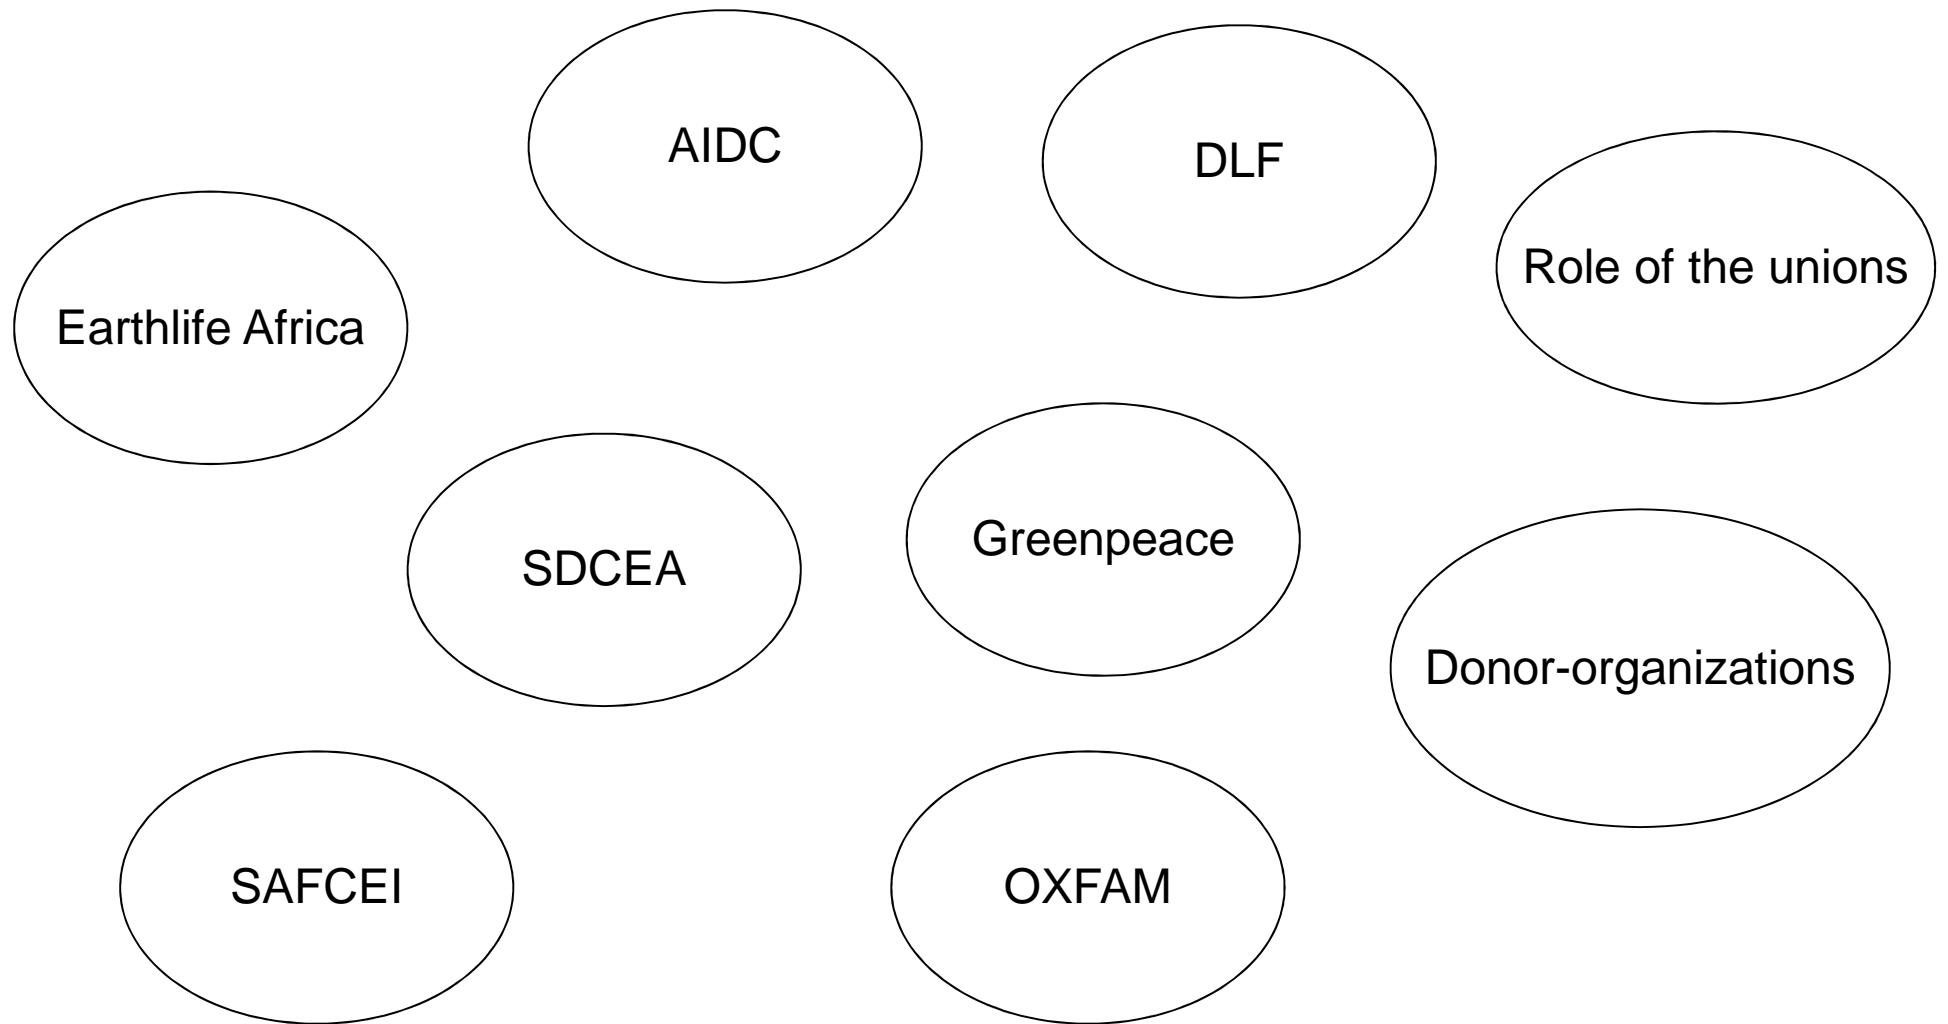 AIDC
DLF
Role of the unions
Earthlife Africa
Greenpeace
SDCEA
Donor-organizations
SAFCEI
OXFAM